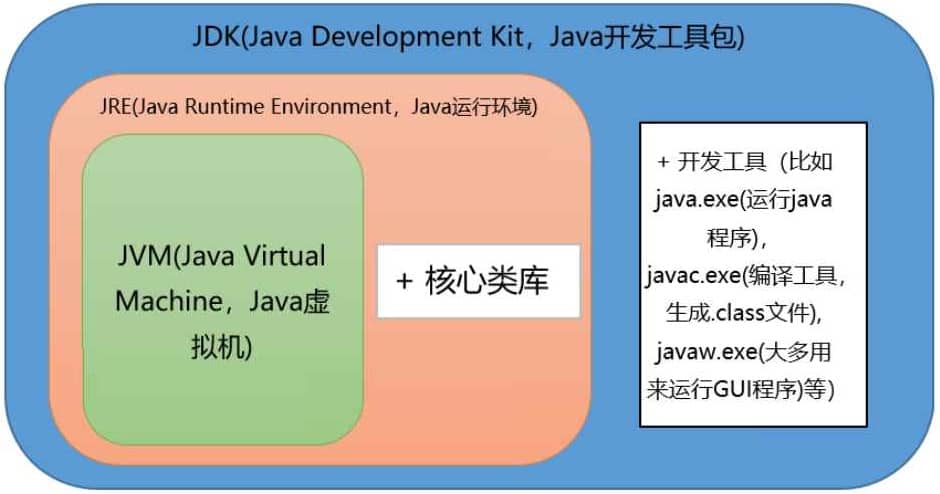 JDK(Java Development Kit，Java开发工具包)
JRE(Java Runtime Environment，Java运行环境)
JVM(Java Virtual
Machine，Java虚
拟机)
+ 核心类库
+ 开发工具（比如
java.exe(运行java
程序),
javac.exe(编译工具，
生成.class文件),
javaw.exe(大多用
来运行GUI程序)等）